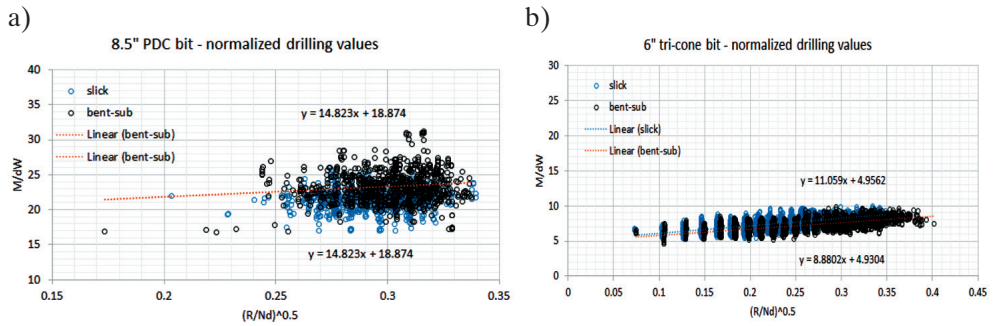 a)
8.5" PDC bit - normalized drilling values
40
35
30
25
20
15
10
M/dW
slick
bent-sub
Linear (bent-sub)
Linear (bent-sub)
y = 14.823x + 18.874
y = 14.823x + 18.874
0.15 0.2 0.25 0.3 0.35
(R/Nd)^0.5
b)
6" tri-cone bit - normalized drilling values
30
25
20
15
10
5
0
M/dW
slick
bent-sub
Linear (slick)
Linear (bent-sub)
y = 11.059x + 4.9562
y = 8.8802x + 4.9304
0 0.05 0.1 0.15 0.2 0.25 0.3 0.35 0.4 0.45
(R/Nd)^0.5